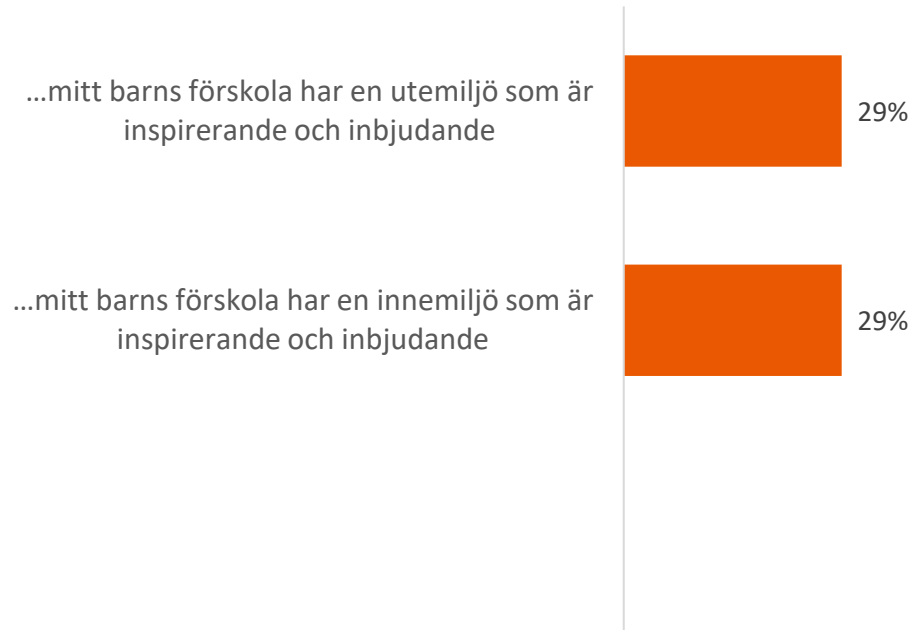 ...mitt barns förskola har en utemiljö som är
inspirerande och inbjudande
29%
...mitt barns förskola har en innemiljö som är
inspirerande och inbjudande
29%